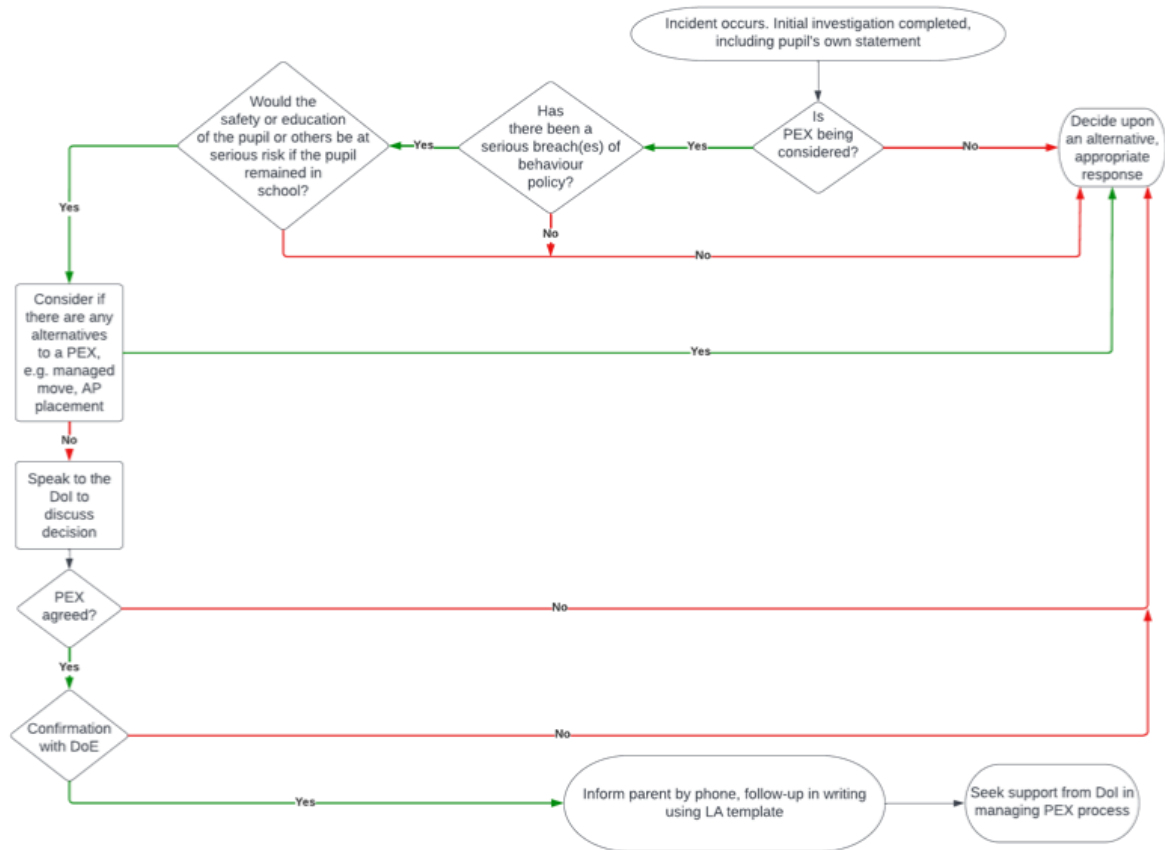 Incident occurs. Initial investigation completed,
including pupil's own statement
Is
PEX being
considered?
No
Decide upon
an alternative,
appropriate
response
Yes
Has
there been a
serious breach(es) of
behaviour
policy?
No
Yes
Would the
safety or education
of the pupil or others be at
serious risk if the pupil
remained in
school?
No
Yes
Consider if
there are any
alternatives
to a PEX,
e.g. managed
move, AP
placement
Yes
No
Speak to the
DoI to
discuss
decision
PEX
agreed?
No
Yes
Confirmation
with DoE
No
Yes
Inform parent by phone, follow-up in writing
using LA template
Seek support from DoI in
managing PEX process